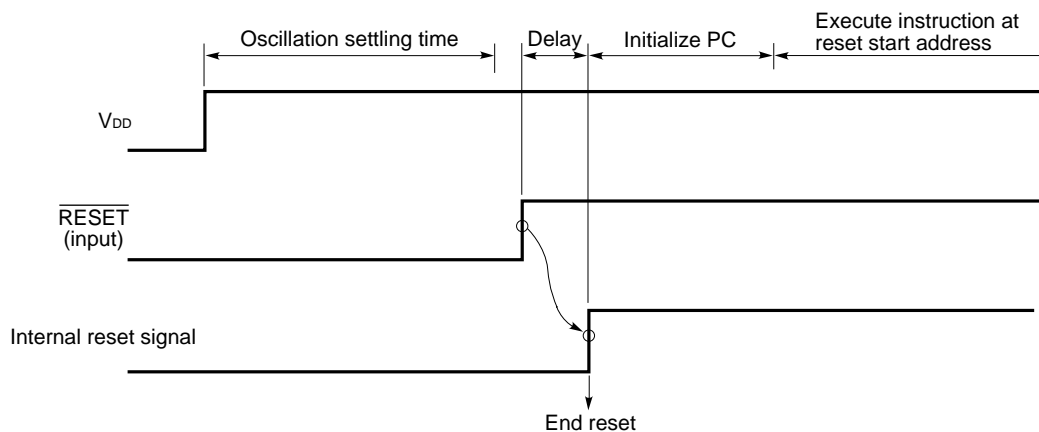 Oscillation settling time
Delay
Initialize PC
Execute instruction at
reset start address
VDD
RESET
(input)
Internal reset signal
End reset